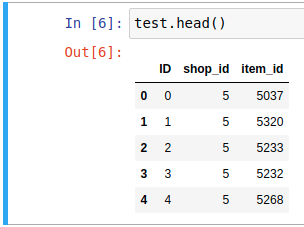 In [6]: test.head()
Out[6]:
ID shop_id item_id
0 0 5 5037
1 1 5 5320
2 2 5 5233
3 3 5 5232
4 4 5 5268